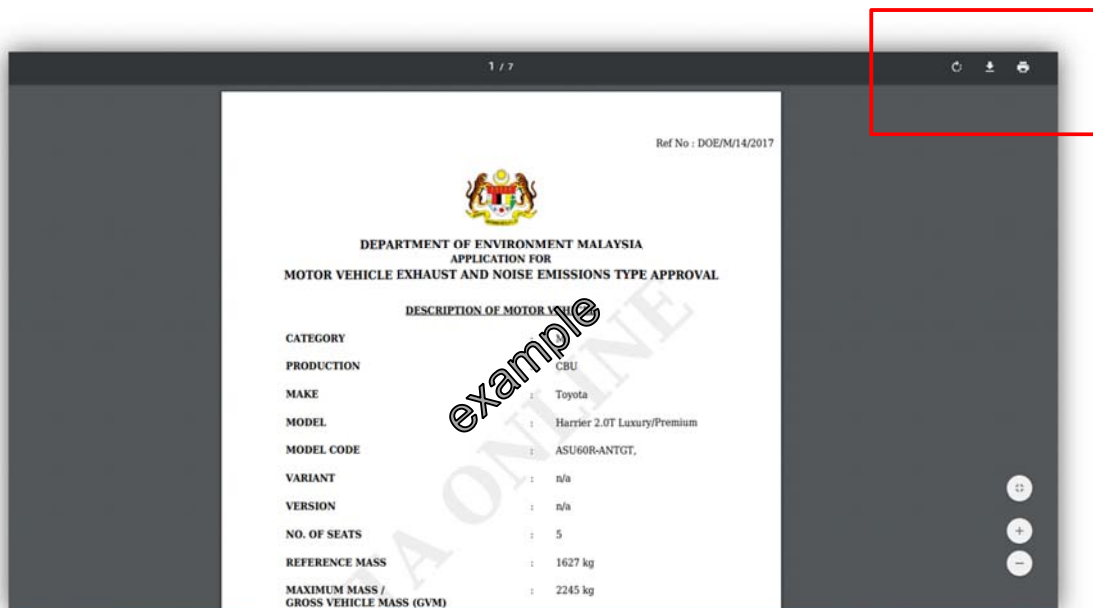 1 / 7
Ref No : DOE/M/14/2017
DEPARTMENT OF ENVIRONMENT MALAYSIA
APPLICATION FOR
MOTOR VEHICLE EXHAUST AND NOISE EMISSIONS TYPE APPROVAL
DESCRIPTION OF MOTOR
CATEGORY : M
PRODUCTION CBU
MAKE : Toyota
MODEL : Harrier 2.0T Luxury/Premium
MODEL CODE : ASU60R-ANTGT,
VARIANT : n/a
VERSION : n/a
NO. OF SEATS : 5
REFERENCE MASS : 1627 kg
MAXIMUM MASS / : 2245 kg
GROSS VEHICLE MASS (GVM)
example
ONLINE